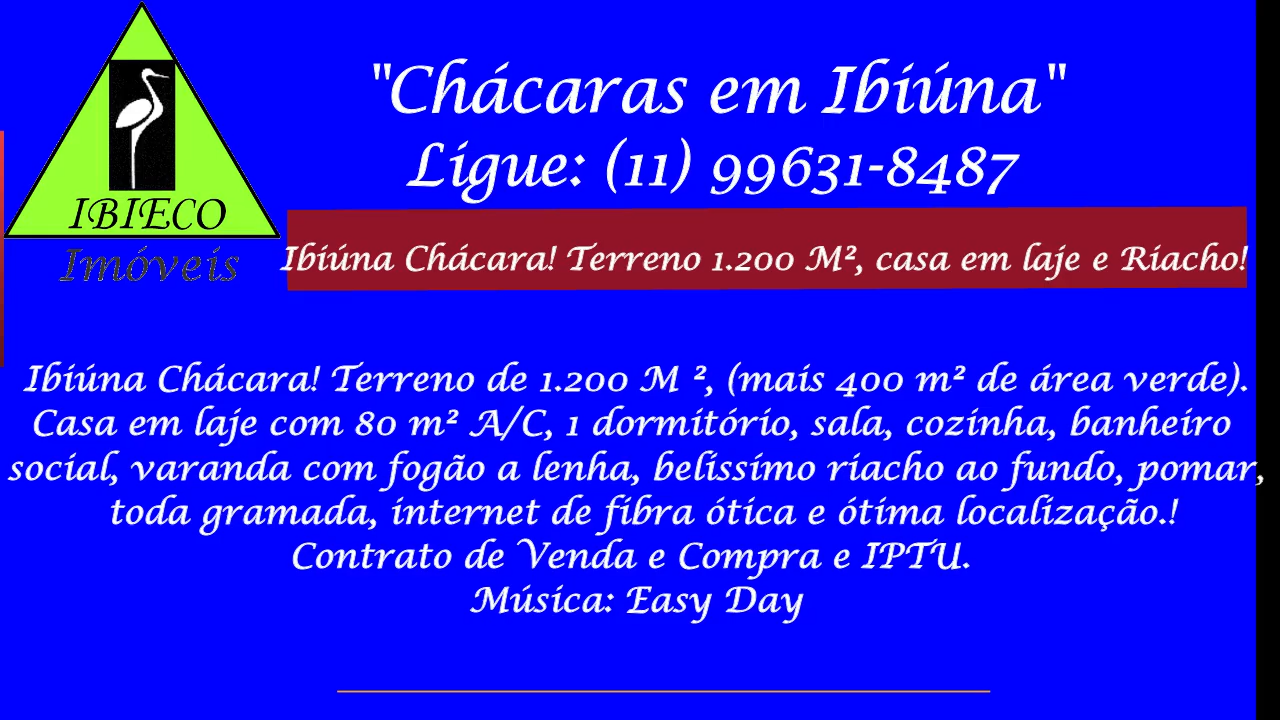 "Chácaras em Ibiúna"
Ligue: (11) 99631-8487
IBIECO
Imóveis
Ibiúna Chácara! Terreno 1.200 M², casa em laje e Riacho!
Ibiúna Chácara! Terreno de 1.200 M ², (mais 400 m² de área verde).
Casa em laje com 80 m² A/C, 1 dormitório, sala, cozinha, banheiro
social, varanda com fogão a lenha, belíssimo riacho ao fundo, pomar,
toda gramada, internet de fibra ótica e ótima localização.!
Contrato de Venda e Compra e IPTU.
Música: Easy Day